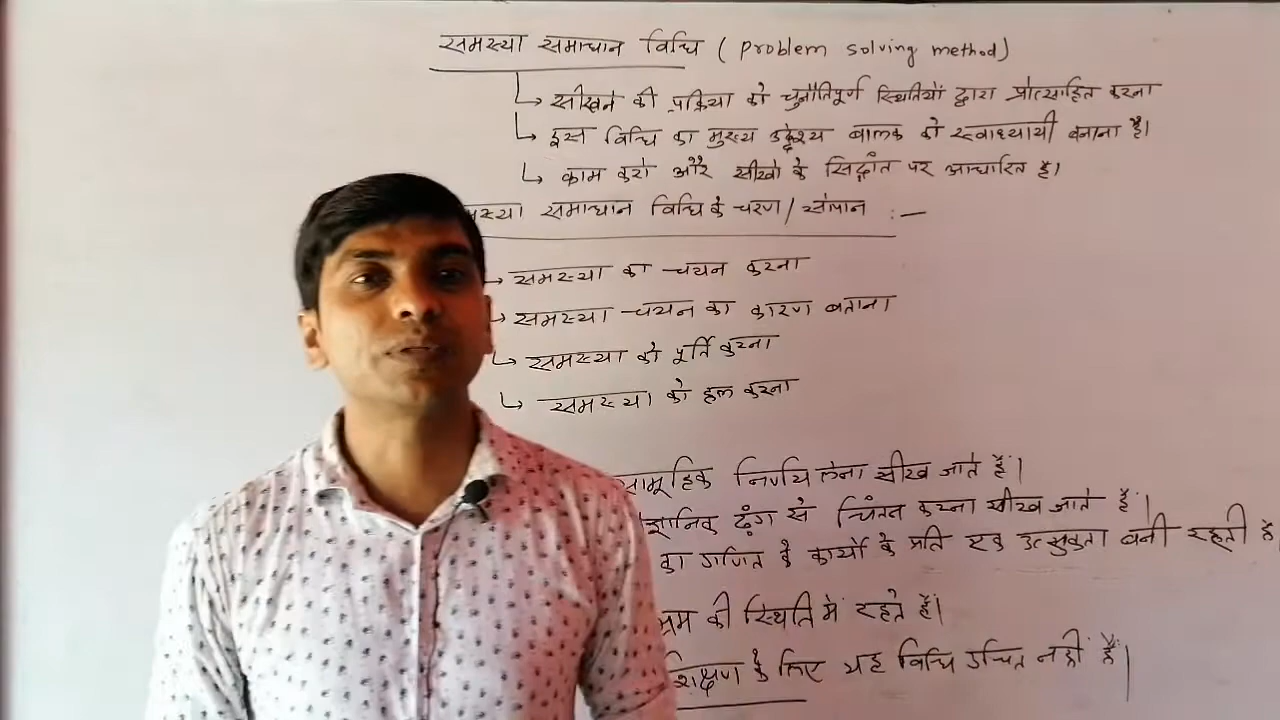 समस्या समाधान विधि ( problem solving method)
सीखने की प्रक्रिया को चुनौतिपूर्ण स्थितियों द्वारा प्रोत्साहित करना
इस विधि का मुख्य उद्देश्य बालक को स्वाध्यायी बनाना है।
काम करो और सीखो के सिद्धांत पर आधारित है।
समाधान विधि के चरण / सोपान :—
समस्या का चयन करना
समस्या चयन का कारण बताना
समस्या की पूर्ति करना
समस्या को हल करना
निर्णय लेना सीख जाते हैं।
ढंग से चिंतन करना सीख जाते हैं।
का गणित के कार्यों के प्रति एक उत्सुकता बनी रहती है
की स्थिति में रहते हैं।
शिक्षण के लिए यह विधि उचित नहीं है।